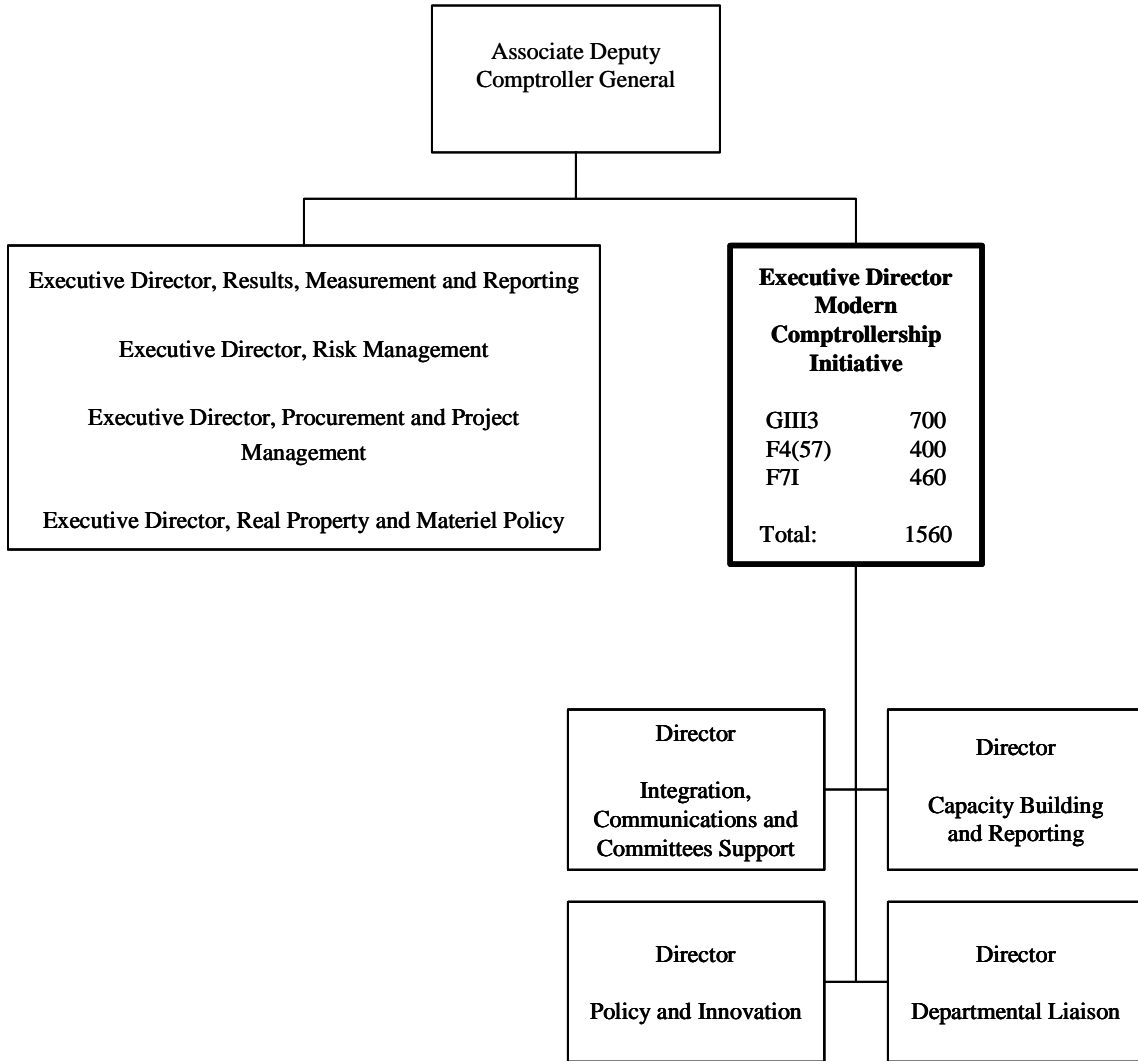 Associate Deputy
Comptroller General
Executive Director, Results, Measurement and Reporting
Executive Director, Risk Management
Executive Director, Procurement and Project
Management
Executive Director, Real Property and Materiel Policy
Executive Director
Modern
Comptrollership
Initiative
GIII3 700
F4(57) 400
F7I 460
Total: 1560
Director
Integration,
Communications and
Committees Support
Director
Capacity Building
and Reporting
Director
Policy and Innovation
Director
Departmental Liaison